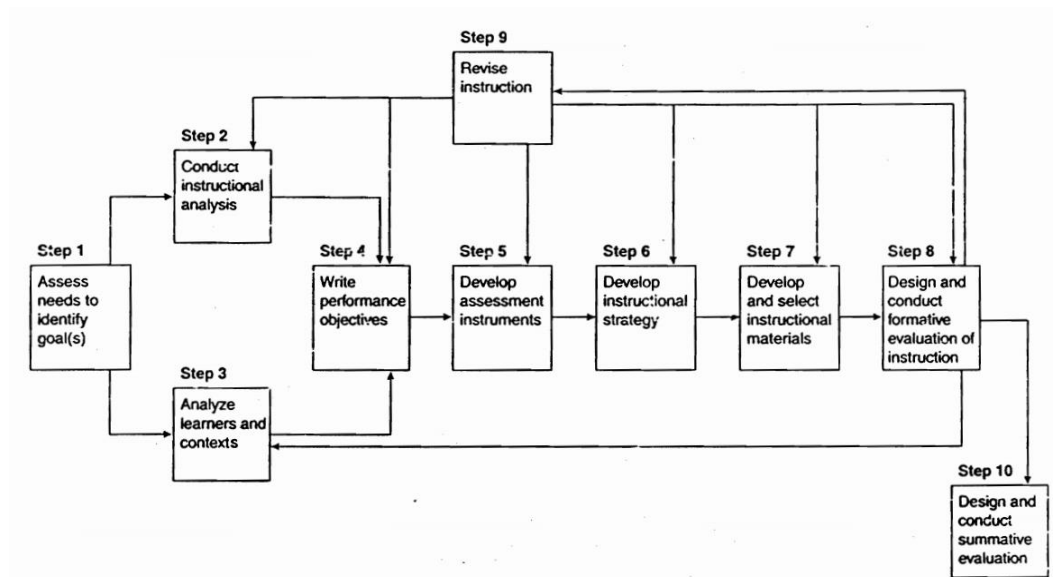 Step 9
Revise
instruction
Step 2
Conduct
instructional
analysis
Step 1
Assess
needs to
identify
goal(s)
Step 4
Write
performance
objectives
Step 5
Develop
assessment
instruments
Step 6
Develop
instructional
strategy
Step 7
Develop
and select
instructional
materials
Step 8
Design and
conduct
formative
evaluation of
instruction
Step 3
Analyze
learners and
contexts
Step 10
Design and
conduct
summative
evaluation